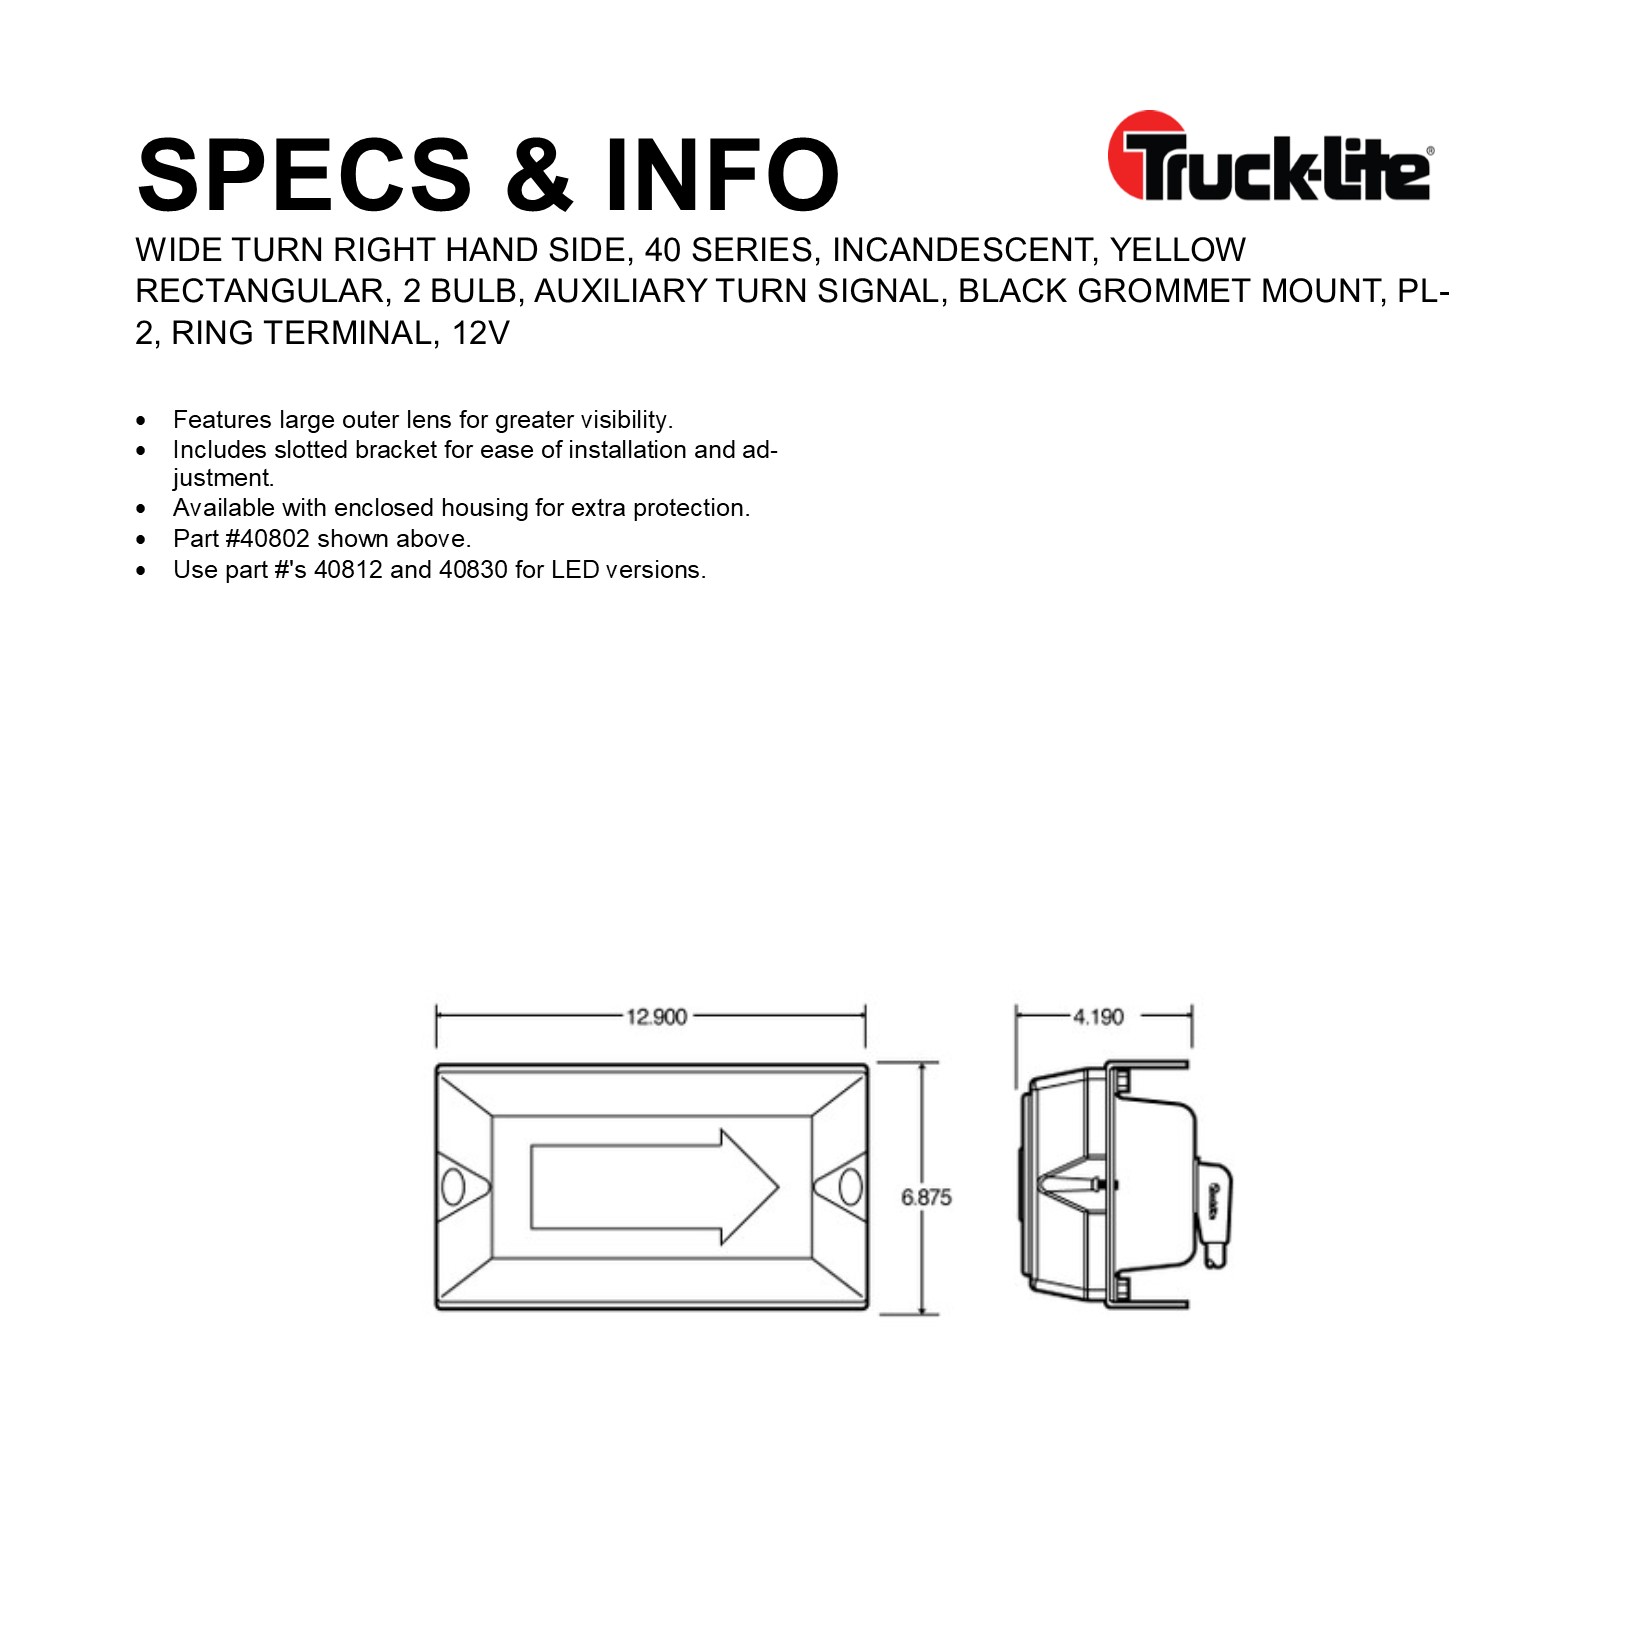 SPECS & INFO
Truck-Lite®
WIDE TURN RIGHT HAND SIDE, 40 SERIES, INCANDESCENT, YELLOW
RECTANGULAR, 2 BULB, AUXILIARY TURN SIGNAL, BLACK GROMMET MOUNT, PL-
2, RING TERMINAL, 12V
• Features large outer lens for greater visibility.
• Includes slotted bracket for ease of installation and ad-
justment.
• Available with enclosed housing for extra protection.
• Part #40802 shown above.
• Use part #'s 40812 and 40830 for LED versions.
12.900
4.190
6.875